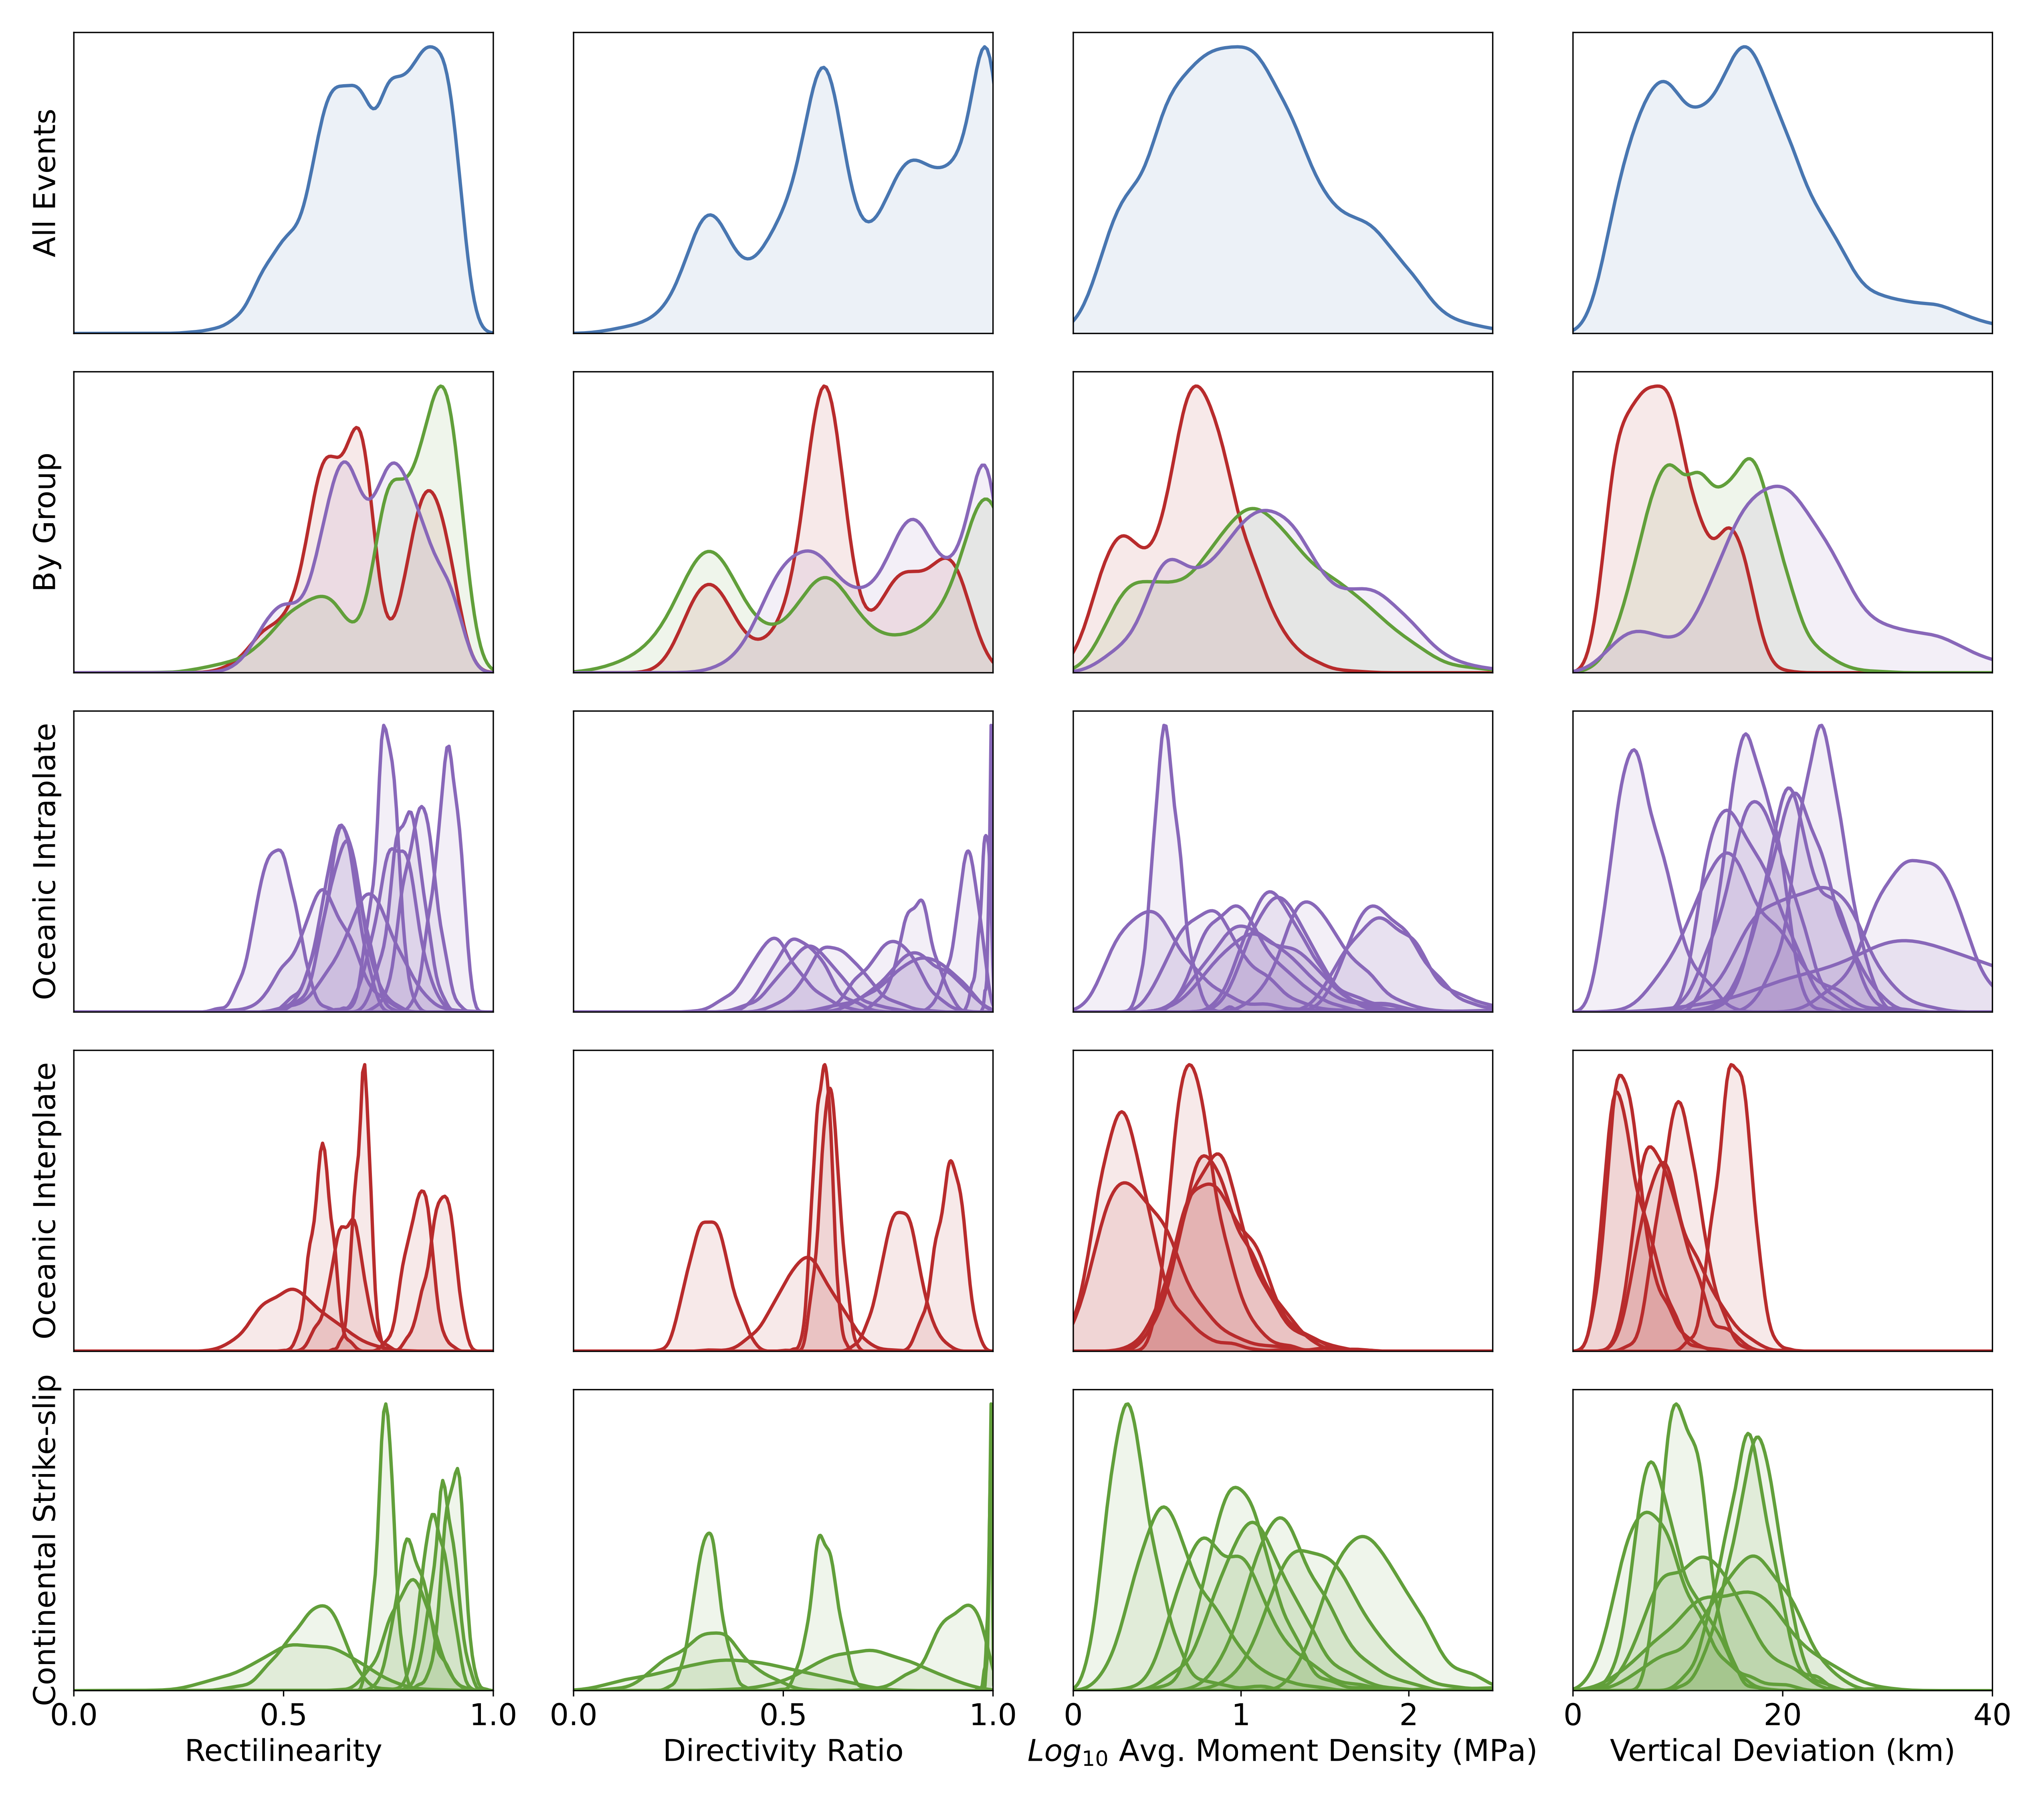 All Events
By Group
Oceanic Intraplate
Oceanic Interplate
Continental Strike-slip
0.0 0.5 1.0 0.0 0.5 1.0 0 1 2 0 20 40
Rectilinearity Directivity Ratio Log₁₀ Avg. Moment Density (MPa) Vertical Deviation (km)